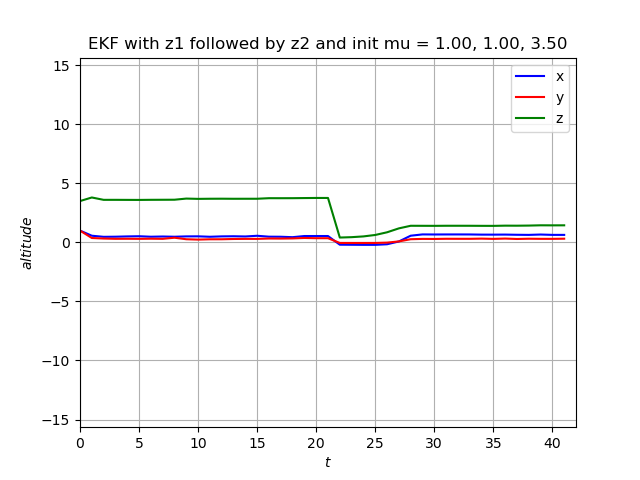 EKF with z1 followed by z2 and init mu = 1.00, 1.00, 3.50
15
10
5
0
−5
−10
−15
altitude
x
y
z
0 5 10 15 20 25 30 35 40
t